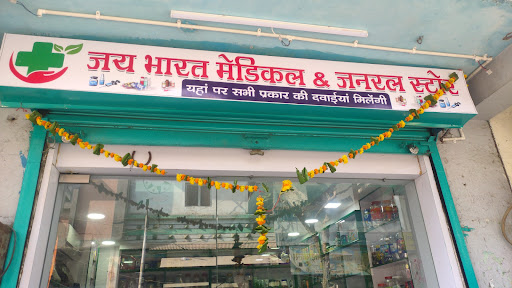 जय भारत मेडिकल & जनरल स्टोर
यहां पर सभी प्रकार की दवाईयां मिलेंगी